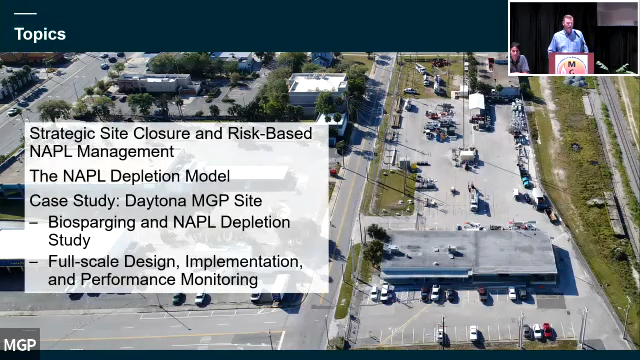 Topics
Strategic Site Closure and Risk-Based
NAPL Management
The NAPL Depletion Model
Case Study: Daytona MGP Site
– Biosparging and NAPL Depletion
Study
– Full-scale Design, Implementation,
and Performance Monitoring
MGP
M